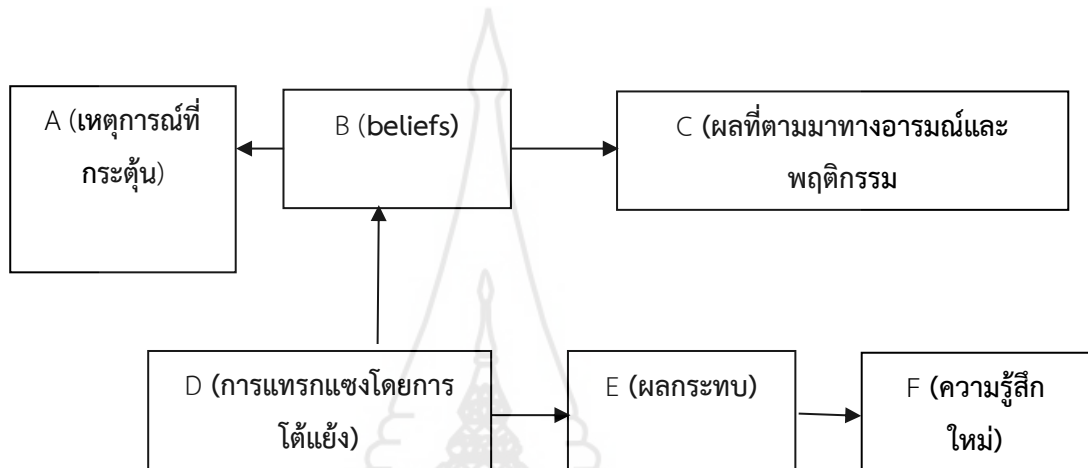 A (เหตุการณ์ที่
กระตุ้น)
B (beliefs)
C (ผลที่ตามมาทางอารมณ์และ
พฤติกรรม
D (การแทรกแซงโดยการ
โต้แย้ง)
E (ผลกระทบ)
F (ความรู้สึก
ใหม่)